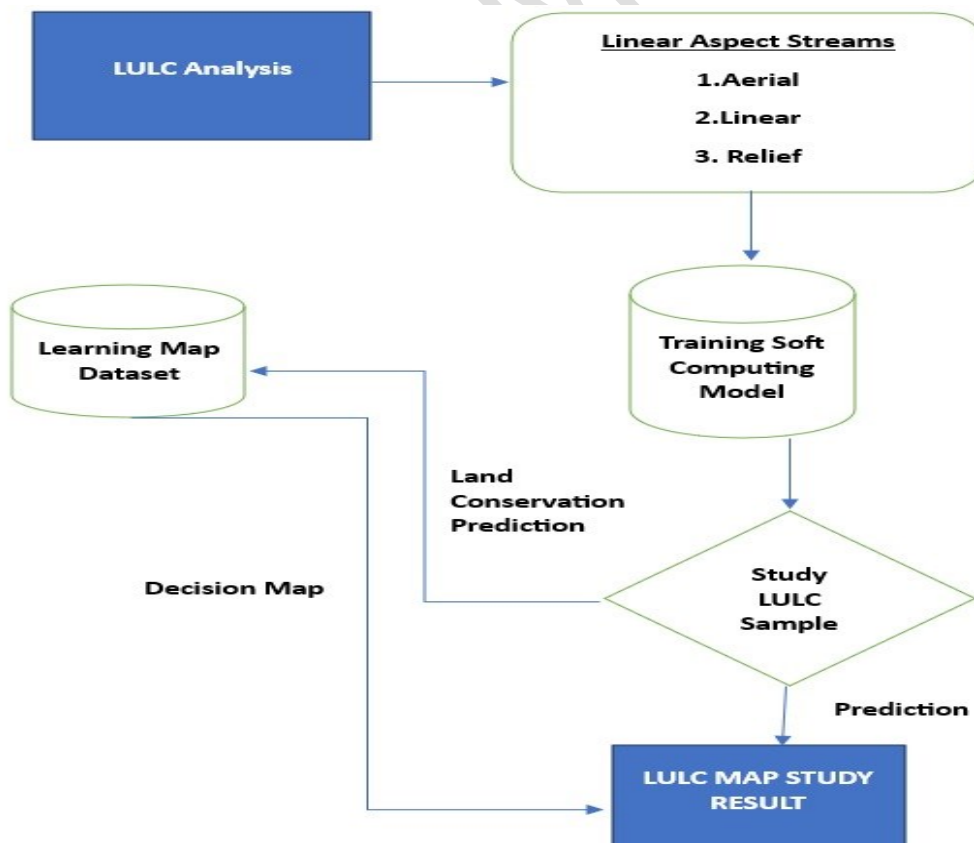 LULC Analysis
Linear Aspect Streams
1.Aerial
2.Linear
3. Relief
Learning Map
Dataset
Training Soft
Computing
Model
Land
Conservation
Prediction
Decision Map
Study
LULC
Sample
Prediction
LULC MAP STUDY
RESULT